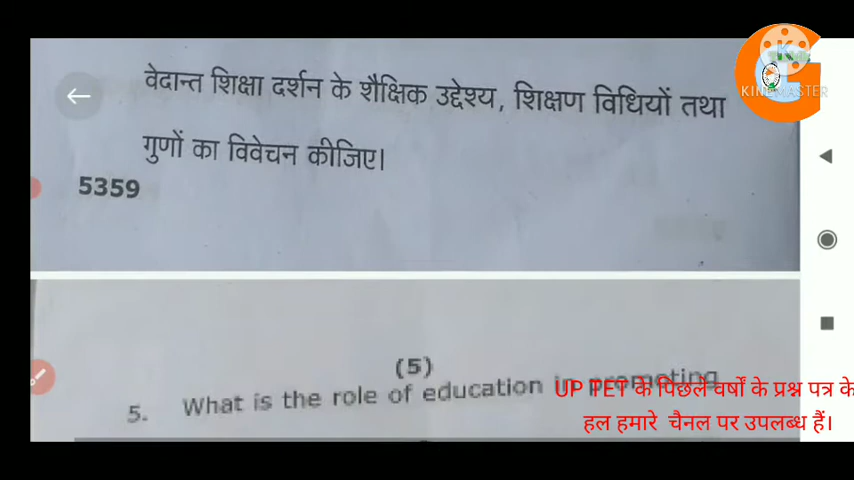 वेदान्त शिक्षा दर्शन के शैक्षिक उद्देश्य, शिक्षण विधियों तथा
गुणों का विवेचन कीजिए।
5359
KINEMASTER
(5)
5. What is the role of education in promoting
UP PET के पिछले वर्षों के प्रश्न पत्र के
हल हमारे चैनल पर उपलब्ध हैं।